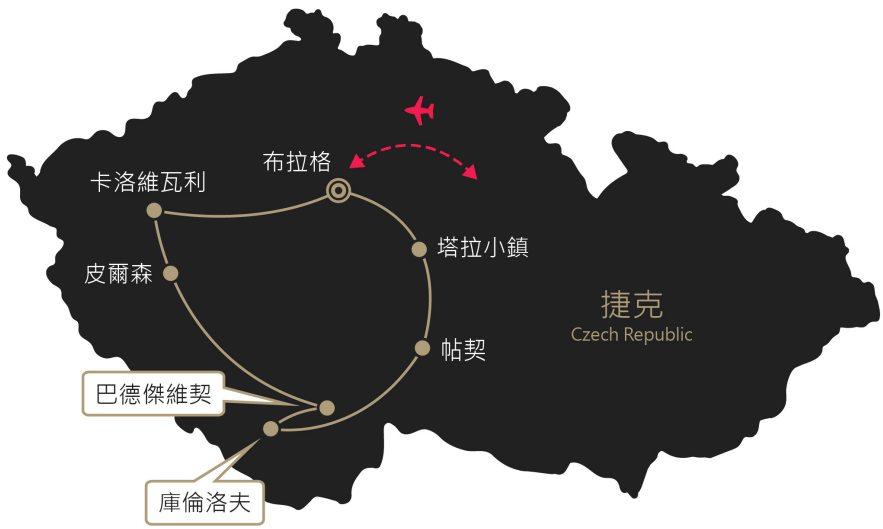 布拉格
卡洛維瓦利
塔拉小鎮
皮爾森
捷克
Czech Republic
帖契
巴德傑維契
庫倫洛夫